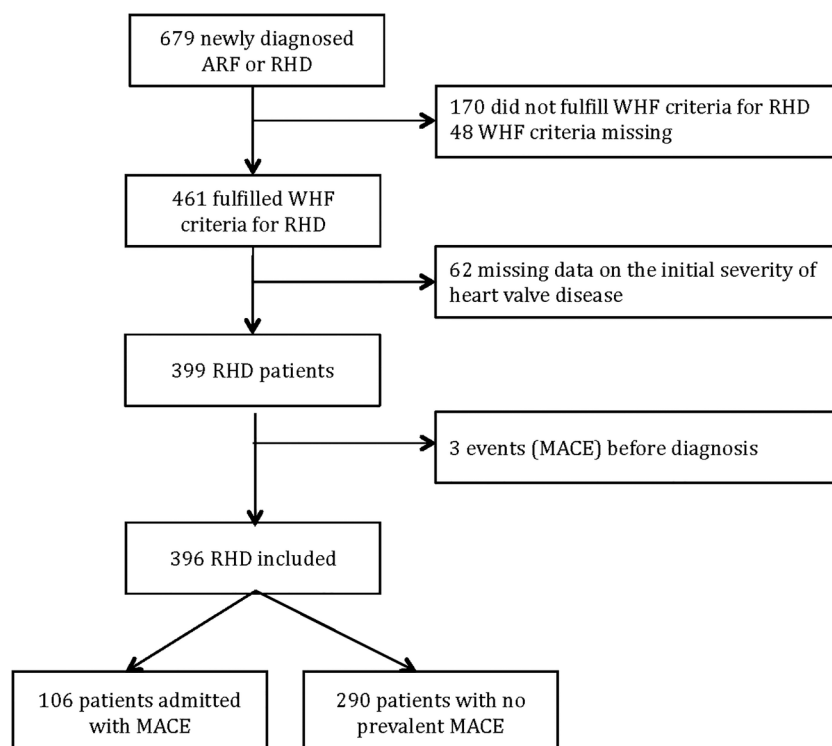 679 newly diagnosed
ARF or RHD
170 did not fulfill WHF criteria for RHD
48 WHF criteria missing
461 fulfilled WHF
criteria for RHD
62 missing data on the initial severity of
heart valve disease
399 RHD patients
3 events (MACE) before diagnosis
396 RHD included
106 patients admitted
with MACE
290 patients with no
prevalent MACE